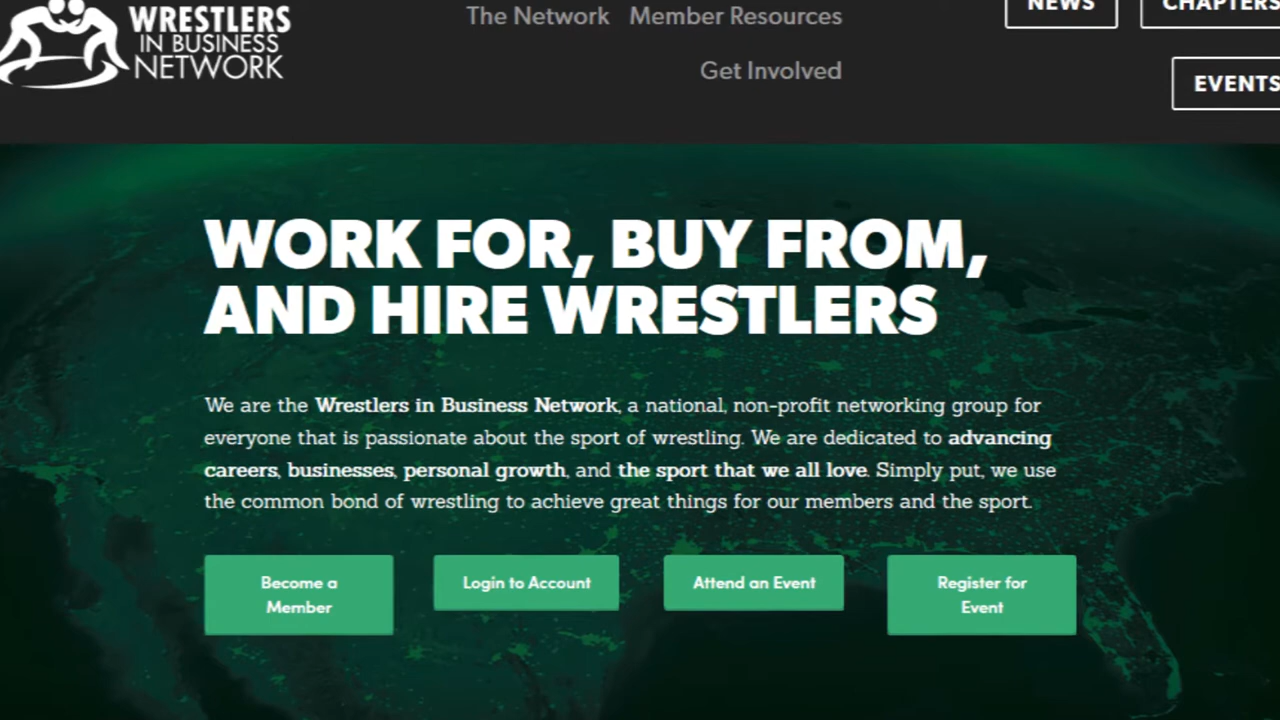 WRESTLERS
IN BUSINESS
NETWORK
The Network Member Resources
Get Involved
NEWS
CHAPTERS
EVENTS
WORK FOR, BUY FROM,
AND HIRE WRESTLERS
We are the Wrestlers in Business Network, a national, non-profit networking group for
everyone that is passionate about the sport of wrestling. We are dedicated to advancing
careers, businesses, personal growth, and the sport that we all love. Simply put, we use
the common bond of wrestling to achieve great things for our members and the sport.
Become a
Member
Login to Account
Attend an Event
Register for
Event